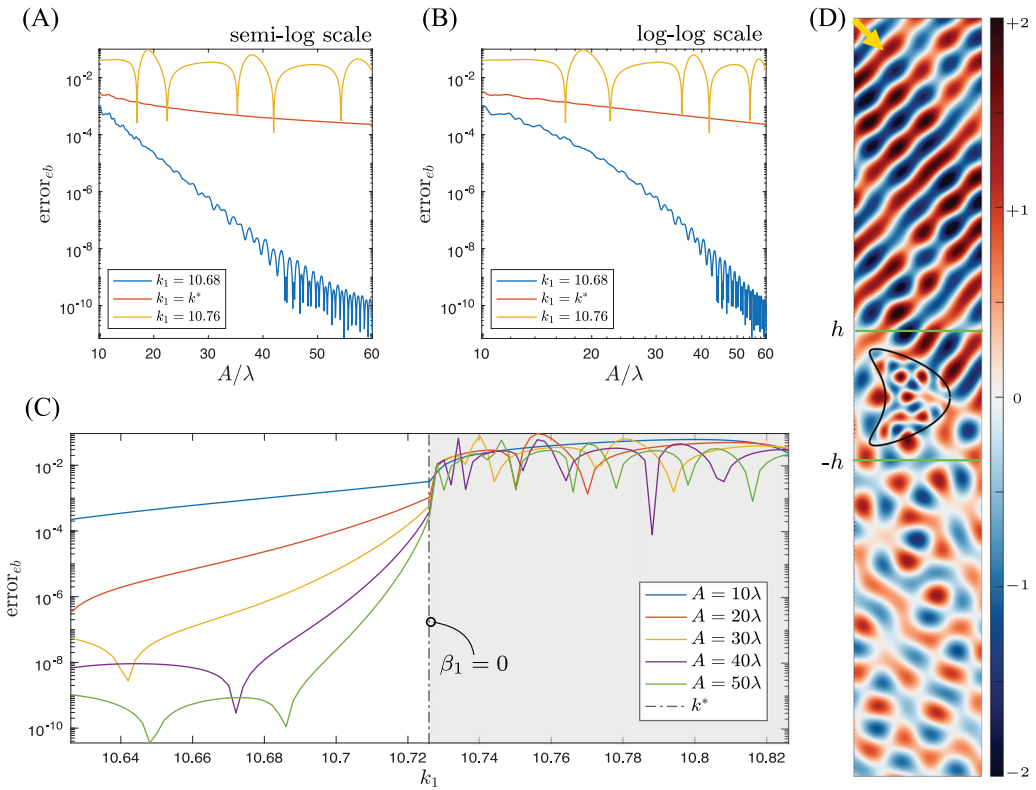 (A)
semi-log scale
10^-2
10^-4
10^-6
10^-8
10^-10
error_eb
10 20 30 40 50 60
A/λ
k_1 = 10.68
k_1 = k*
k_1 = 10.76
(B)
log-log scale
10^-2
10^-4
10^-6
10^-8
10^-10
error_eb
10 20 30 40 50 60
A/λ
k_1 = 10.68
k_1 = k*
k_1 = 10.76
(C)
10^-2
10^-4
10^-6
10^-8
10^-10
error_eb
10.64 10.66 10.68 10.7 10.72 10.74 10.76 10.78 10.8 10.82
k_1
β_1 = 0
A = 10λ
A = 20λ
A = 30λ
A = 40λ
A = 50λ
k*
(D)
h
-h
+2
+1
0
-1
-2